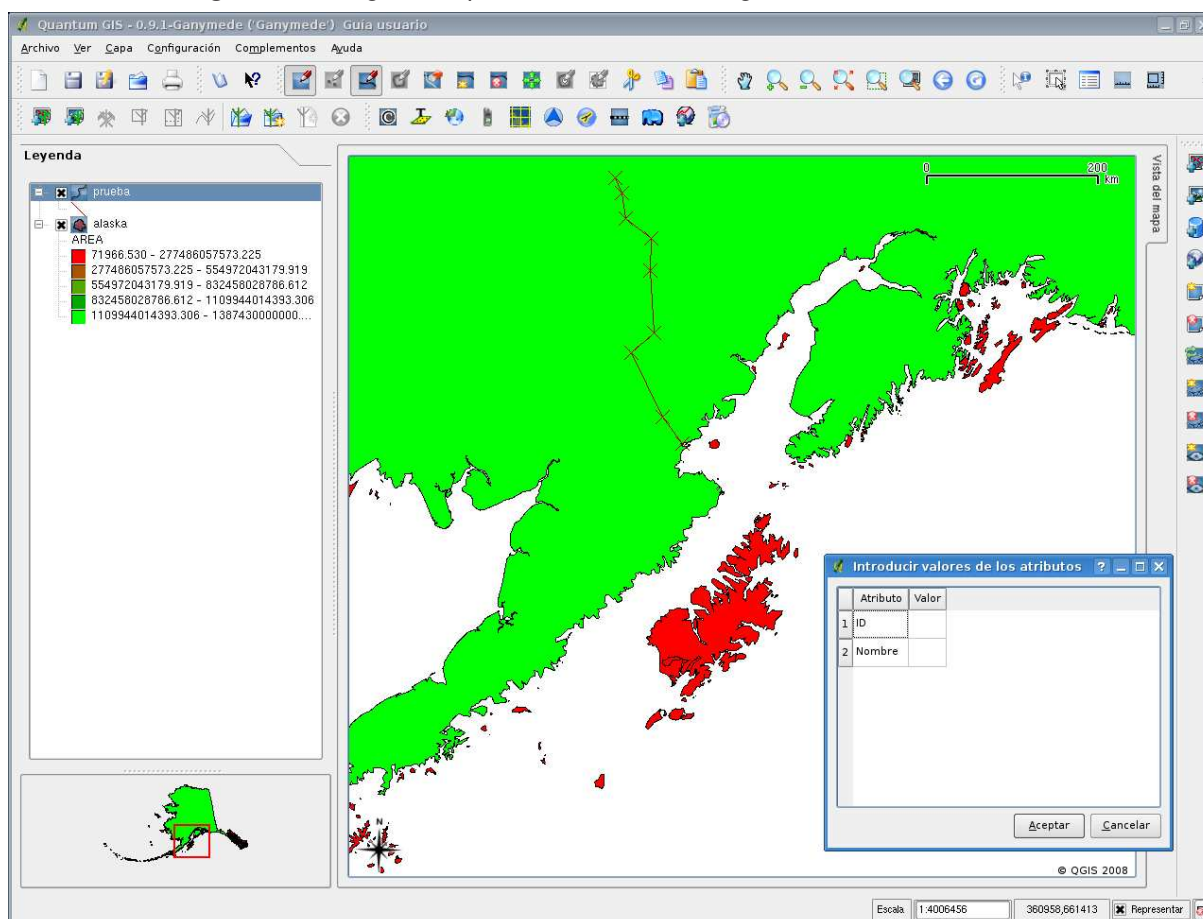 Quantum GIS - 0.9.1-Ganymede ('Ganymede') Guía usuario
Archivo Ver Capa Configuración Complementos Ayuda
Leyenda
prueba
alaska
AREA
71966.530 - 277486057573.225
277486057573.225 - 554972043179.919
554972043179.919 - 832458028786.612
832458028786.612 - 1109944014393.306
1109944014393.306 - 1387430000000....
0 200
km
Vista del mapa
Introducir valores de los atributos
Atributo Valor
1 ID
2 Nombre
Aceptar Cancelar
N
© QGIS 2008
Escala 1:4006456 360958,661413 Representar